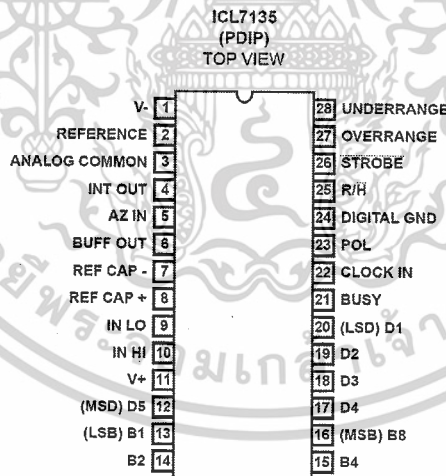 ICL7135
(PDIP)
TOP VIEW
V- 1 28 UNDERRANGE
REFERENCE 2 27 OVERRANGE
ANALOG COMMON 3 26 STROBE
INT OUT 4 25 R/H
AZ IN 5 24 DIGITAL GND
BUFF OUT 6 23 POL
REF CAP - 7 22 CLOCK IN
REF CAP + 8 21 BUSY
IN LO 9 20 (LSD) D1
IN HI 10 19 D2
V+ 11 18 D3
(MSD) D5 12 17 D4
(LSB) B1 13 16 (MSB) B8
B2 14 15 B4